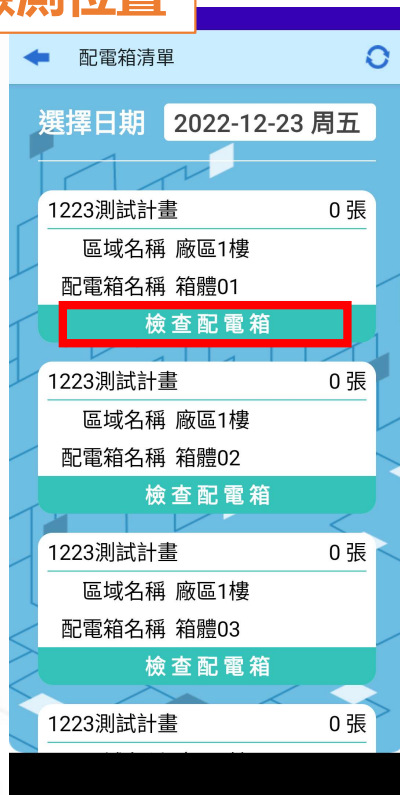 測位置
配電箱清單
選擇日期 2022-12-23 周五
1223測試計畫 0 張
區域名稱 廠區1樓
配電箱名稱 箱體01
檢查配電箱
1223測試計畫 0 張
區域名稱 廠區1樓
配電箱名稱 箱體02
檢查配電箱
1223測試計畫 0 張
區域名稱 廠區1樓
配電箱名稱 箱體03
檢查配電箱
1223測試計畫 0 張